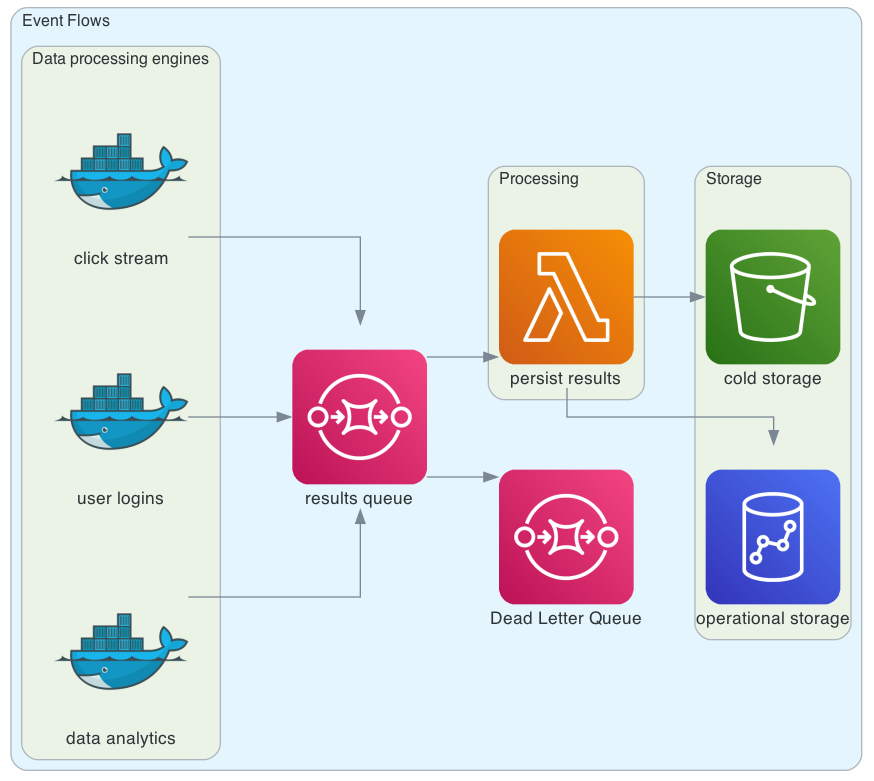 Event Flows
Data processing engines
click stream
user logins
data analytics
results queue
Processing
persist results
Dead Letter Queue
Storage
cold storage
operational storage